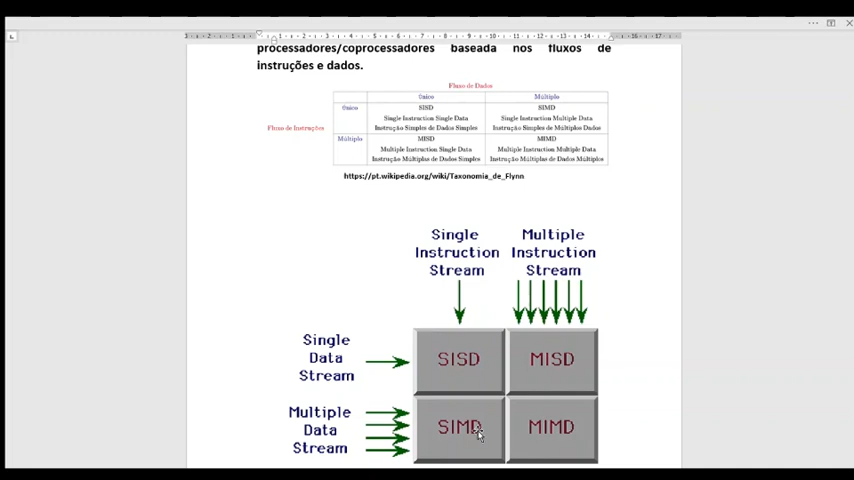 processadores/coprocessadores baseada nos fluxos de
instruções e dados.
Fluxo de Dados
Único Múltiplo
Único SISD SIMD
Single Instruction Single Data Single Instruction Multiple Data
Instrução Simples de Dados Simples Instrução Simples de Múltiplos Dados
Fluxo de Instruções
Múltiplo MISD MIMD
Multiple Instruction Single Data Multiple Instruction Multiple Data
Instrução Múltiplas de Dados Simples Instrução Múltiplas de Dados Múltiplos
https://pt.wikipedia.org/wiki/Taxonomia_de_Flynn
Single Multiple
Instruction Instruction
Stream Stream
Single
Data
Stream
SISD MISD
Multiple
Data
Stream
SIMD MIMD